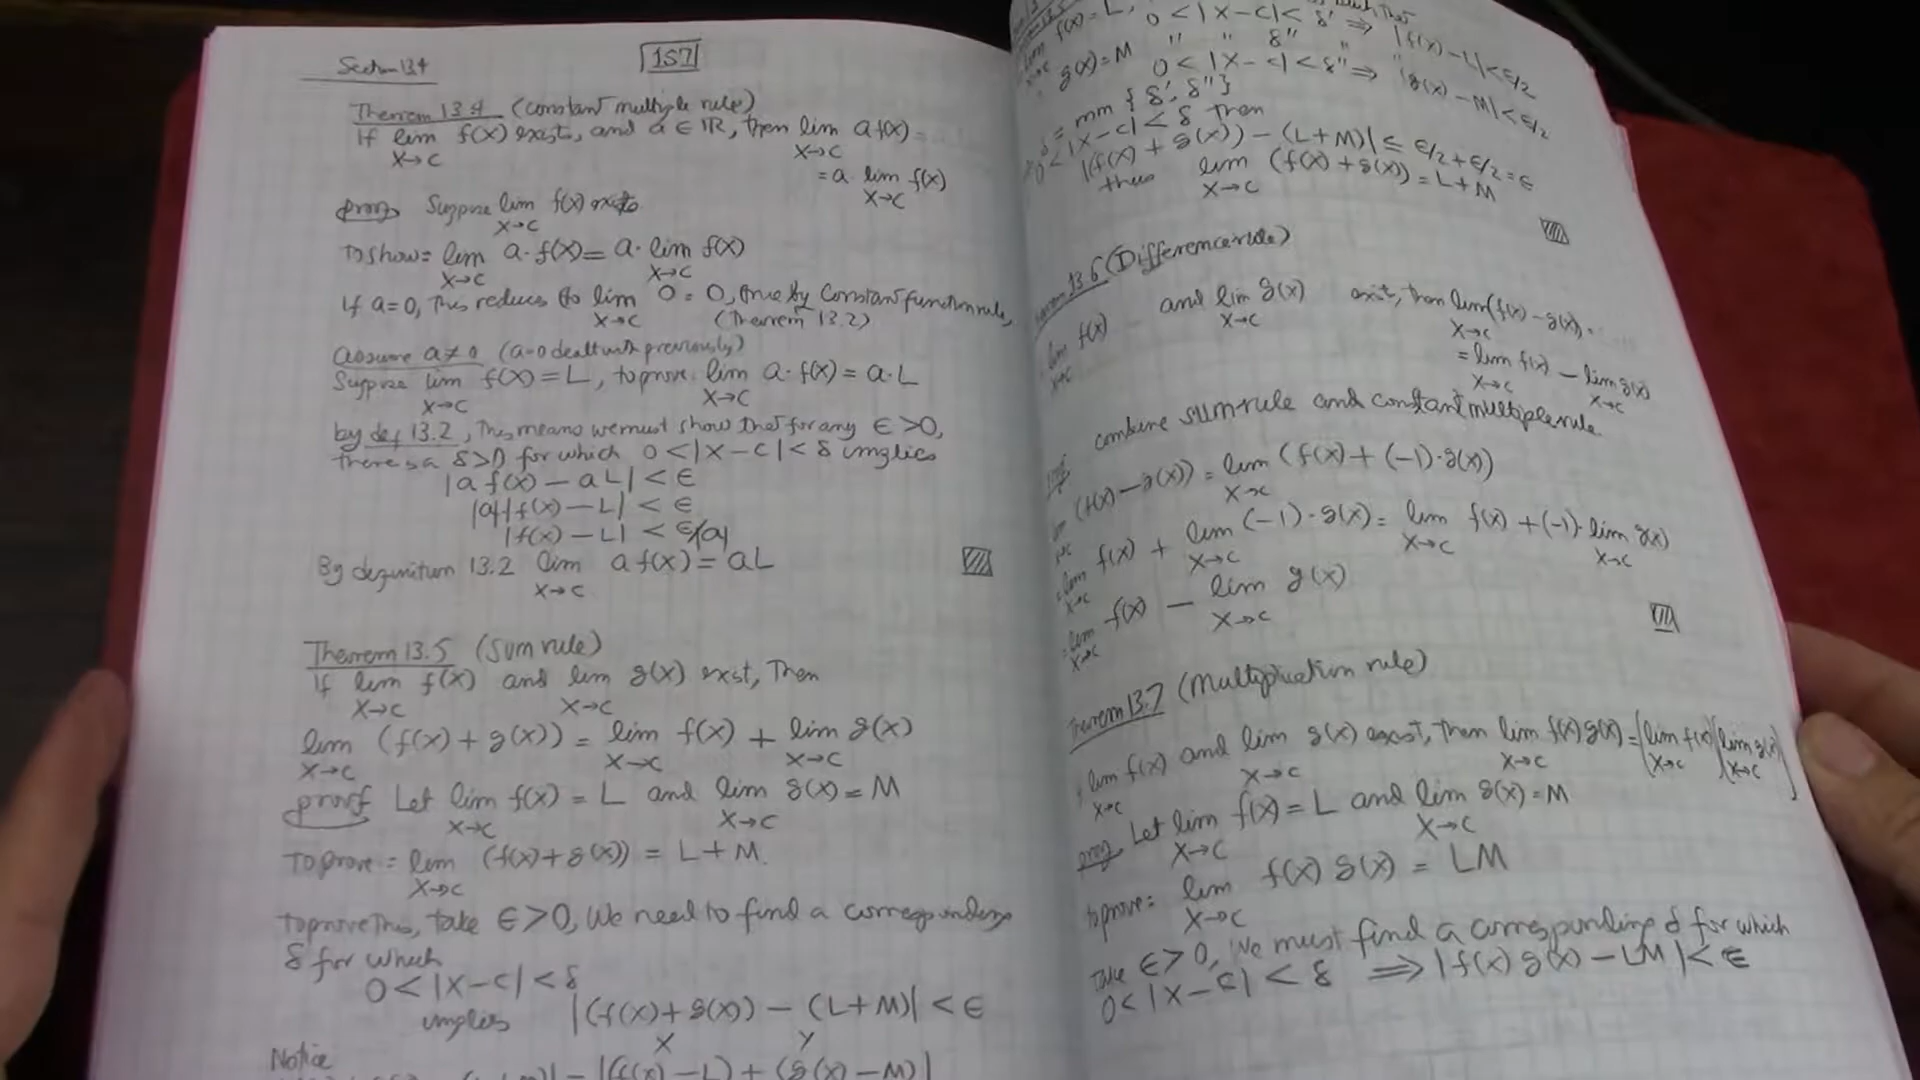 Section 13.4
157
Theorem 13.4 (constant multiple rule)
If lim f(x) exists, and a ∈ ℝ, then lim a f(x) =
x→c x→c
= a · lim f(x)
x→c
proof Suppose lim f(x) exists
x→c
To show: lim a·f(x) = a·lim f(x)
x→c x→c
If a=0, this reduces to lim 0 = 0, true by constant function rule,
x→c (Theorem 13.2)
Assume a≠0 (a=0 dealt with previously)
Suppose lim f(x) = L, to prove: lim a·f(x) = a·L
x→c x→c
by def 13.2, this means we must show that for any ∈>0,
there is a δ>0 for which 0<|x-c|<δ implies
|a f(x) - aL| < ∈
|a||f(x) - L| < ∈
|f(x) - L| < ∈/|a|
By definition 13.2 lim a f(x) = aL
x→c
Theorem 13.5 (Sum rule)
If lim f(x) and lim g(x) exist, Then
x→c x→c
lim (f(x) + g(x)) = lim f(x) + lim g(x)
x→c x→c x→c
proof Let lim f(x) = L and lim g(x) = M
x→c x→c
To prove: lim (f(x)+g(x)) = L+M.
x→c
to prove this, take ∈>0, We need to find a corresponding
δ for which
0<|x-c|<δ
implies |(f(x)+g(x)) - (L+M)| < ∈
x y
Notice
|(f(x)-L) + (g(x)-M)|
f(x) = L, 0<|x-c|<δ' ⇒ |f(x)-L|<∈/2
g(x) = M " " δ" "
0<|x-c|<δ" ⇒ |g(x)-M|<∈/2
δ = min {δ', δ"}
0<|x-c|<δ then
|(f(x)+g(x)) - (L+M)| ≤ ∈/2+∈/2=∈
thus lim (f(x)+g(x)) = L+M
x→c
13.6 (Difference rule)
lim f(x) and lim g(x) exist, then lim(f(x)-g(x))=
x→c x→c x→c
= lim f(x) - lim g(x)
x→c x→c
combine sum rule and constant multiple rule.
(f(x)-g(x)) = lim (f(x) + (-1)·g(x))
x→c x→c
= lim f(x) + lim (-1)·g(x) = lim f(x) + (-1)·lim g(x)
x→c x→c x→c x→c
= lim f(x) - lim g(x)
x→c x→c
Theorem 13.7 (Multiplication rule)
lim f(x) and lim g(x) exist, then lim f(x)g(x) = (lim f(x))(lim g(x))
x→c x→c x→c x→c x→c
proof Let lim f(x) = L and lim g(x) = M
x→c x→c
to prove: lim f(x) g(x) = LM
x→c
Take ∈>0, We must find a corresponding δ for which
0<|x-c|<δ ⇒ |f(x) g(x) - LM| < ∈